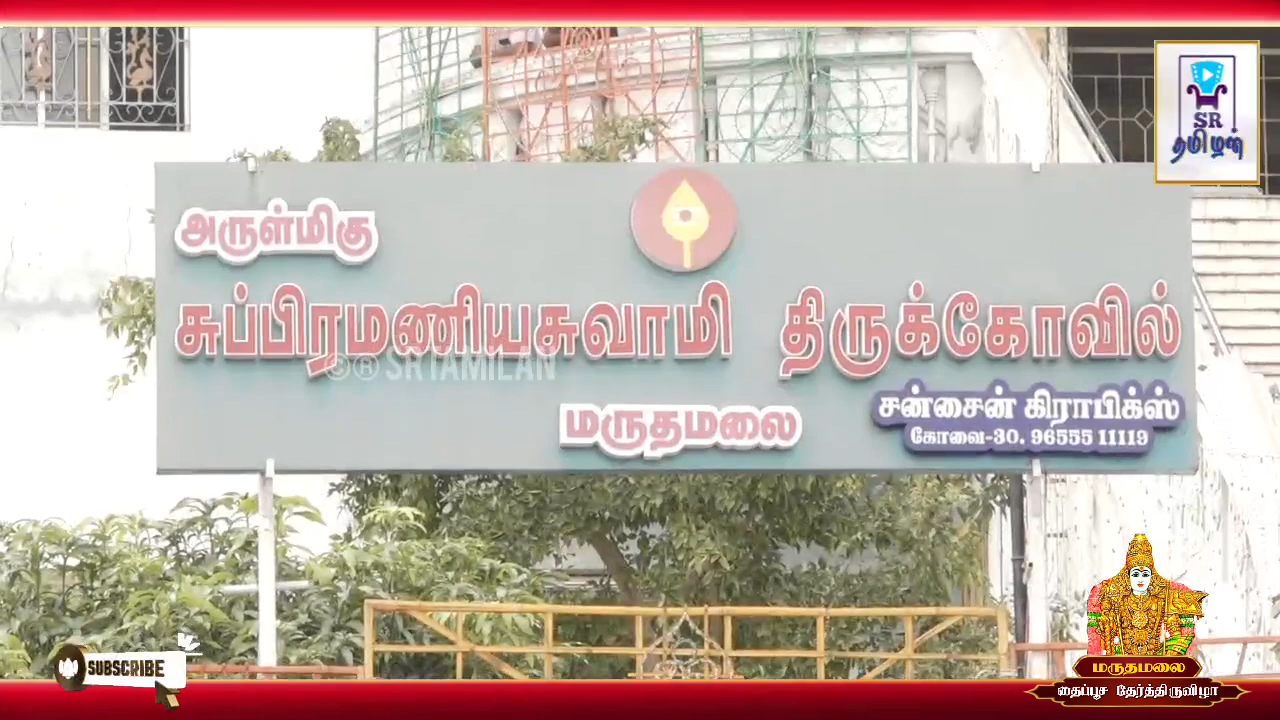 SR
தமிழன்
அருள்மிகு
சுப்பிரமணியசுவாமி திருக்கோவில்
©® SRTAMILAN
மருதமலை
சன்சைன் கிராபிக்ஸ்
கோவை-30. 96555 11119
SUBSCRIBE
மருதமலை
தைப்பூச தேர்த்திருவிழா